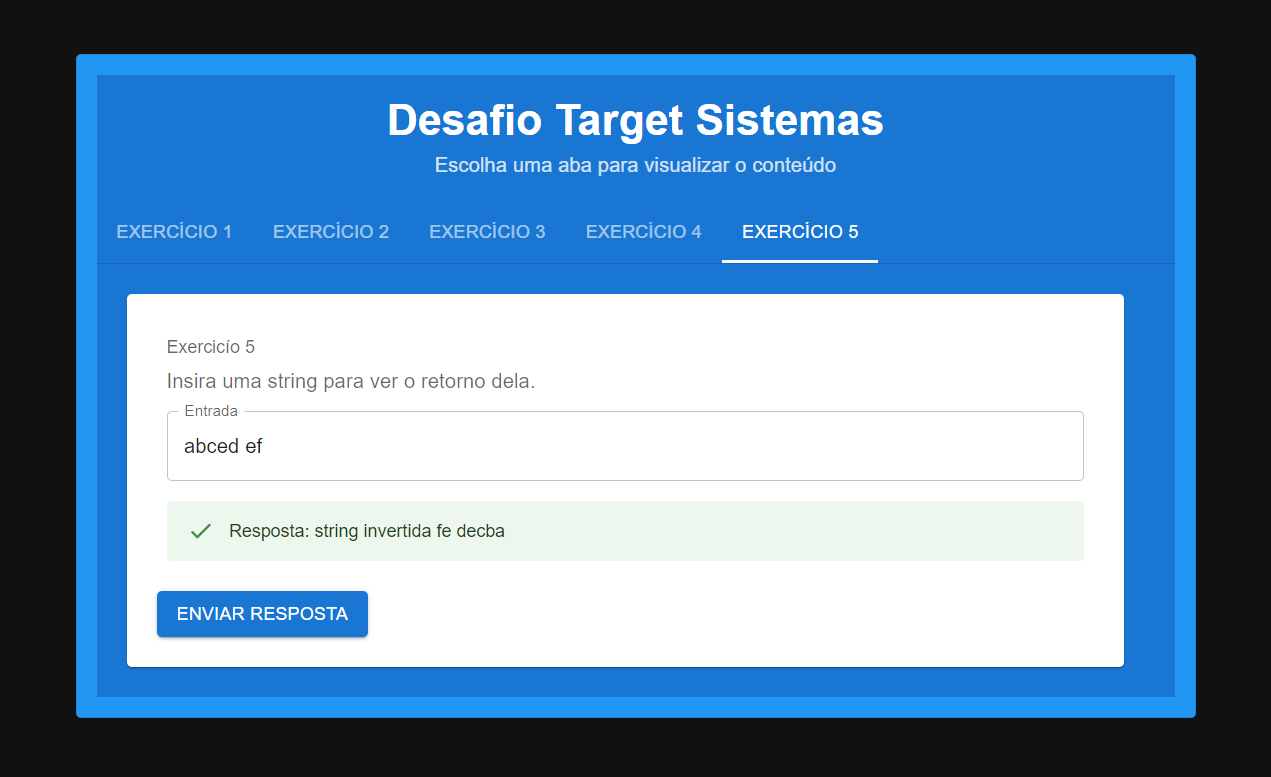 Desafio Target Sistemas
Escolha uma aba para visualizar o conteúdo
EXERCÍCIO 1 EXERCÍCIO 2 EXERCÍCIO 3 EXERCÍCIO 4 EXERCÍCIO 5
Exercicío 5
Insira uma string para ver o retorno dela.
Entrada
abced ef
Resposta: string invertida fe decba
ENVIAR RESPOSTA